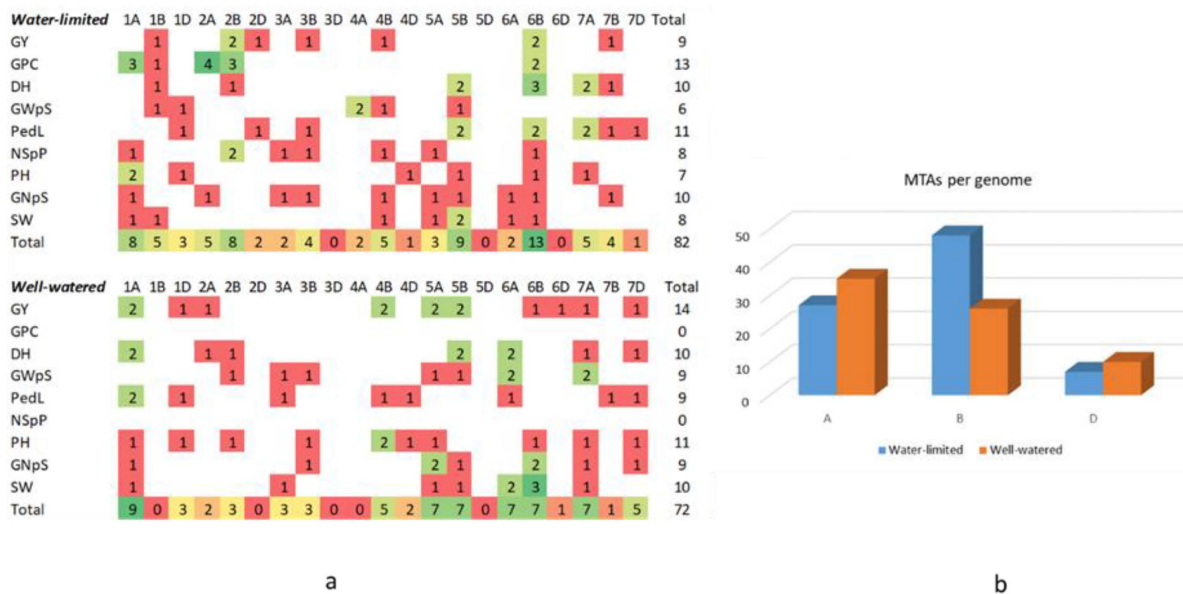 Water-limited 1A 1B 1D 2A 2B 2D 3A 3B 3D 4A 4B 4D 5A 5B 5D 6A 6B 6D 7A 7B 7D Total
GY 1 2 1 1 1 2 1 9
GPC 3 1 4 3 2 13
DH 1 1 2 3 2 1 10
GWpS 1 1 2 1 1 6
PedL 1 1 1 2 2 2 1 1 11
NSpP 1 2 1 1 1 1 1 8
PH 2 1 1 1 1 1 7
GNpS 1 1 1 1 1 1 1 1 1 1 10
SW 1 1 1 1 2 1 1 8
Total 8 5 3 5 8 2 2 4 0 2 5 1 3 9 0 2 13 0 5 4 1 82
Well-watered 1A 1B 1D 2A 2B 2D 3A 3B 3D 4A 4B 4D 5A 5B 5D 6A 6B 6D 7A 7B 7D Total
GY 2 1 1 2 2 2 1 1 1 1 14
GPC 0
DH 2 1 1 2 2 1 1 10
GWpS 1 1 1 1 1 2 2 9
PedL 2 1 1 1 1 1 1 1 9
NSpP 0
PH 1 1 1 1 2 1 1 1 1 1 11
GNpS 1 1 2 1 2 1 1 9
SW 1 1 1 1 2 3 1 10
Total 9 0 3 2 3 0 3 3 0 0 5 2 7 7 0 7 7 1 7 1 5 72
a
MTAs per genome
50
40
30
20
10
0
A B D
Water-limited Well-watered
b